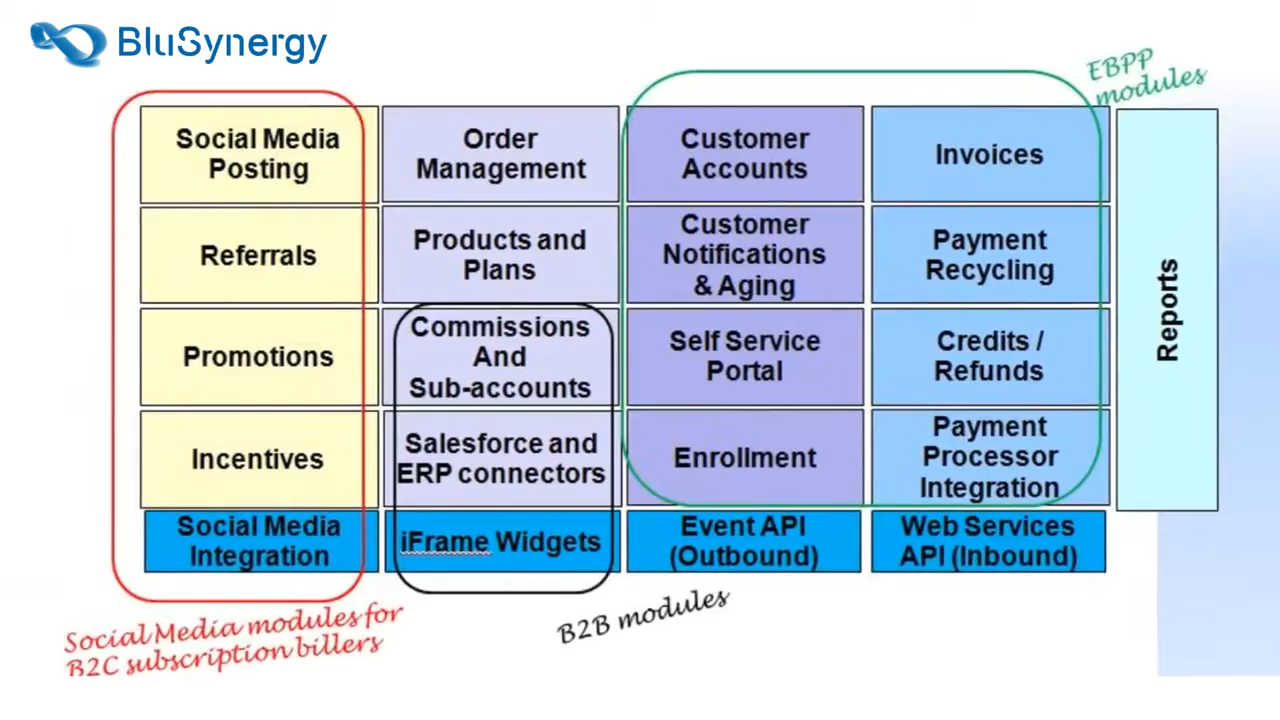 BluSynergy
EBPP
modules
Social Media
Posting
Order
Management
Customer
Accounts
Invoices
Referrals
Products and
Plans
Customer
Notifications
& Aging
Payment
Recycling
Promotions
Commissions
And
Sub-accounts
Self Service
Portal
Credits /
Refunds
Incentives
Salesforce and
ERP connectors
Enrollment
Payment
Processor
Integration
Reports
Social Media
Integration
iFrame Widgets
Event API
(Outbound)
Web Services
API (Inbound)
Social Media modules for
B2C subscription billers
B2B modules